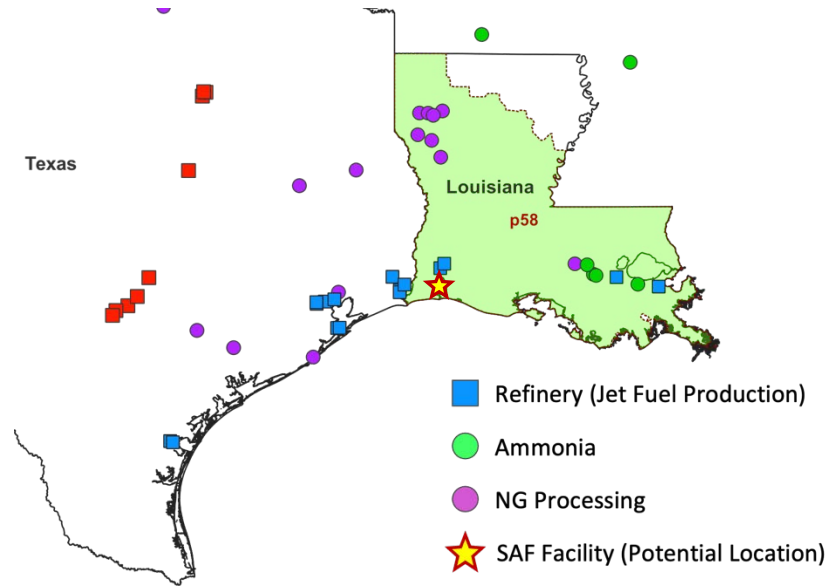 Texas
Louisiana
p58
Refinery (Jet Fuel Production)
Ammonia
NG Processing
SAF Facility (Potential Location)